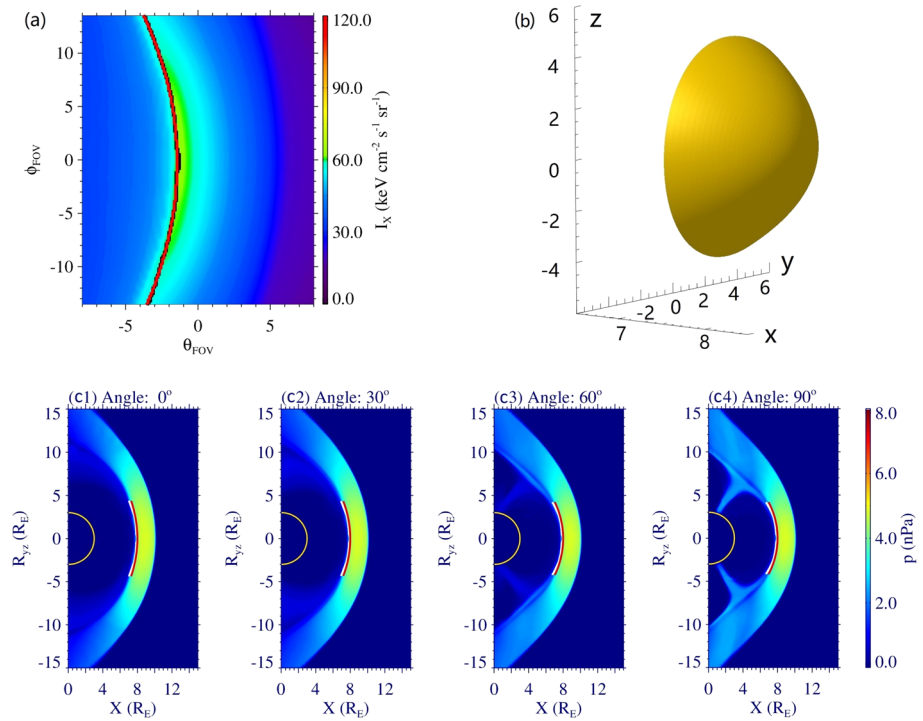 (a)
10
5
0
-5
-10
ϕFOV
-5 0 5
θFOV
120.0
90.0
60.0
30.0
0.0
IX (keV cm-2 s-1 sr-1)
(b)
z
6
4
2
0
-2
-4
y
-2 0 2 4 6
7 8
x
(c1) Angle: 0o
15
10
5
0
-5
-10
-15
Ryz (RE)
0 4 8 12
X (RE)
(c2) Angle: 30o
15
10
5
0
-5
-10
-15
Ryz (RE)
0 4 8 12
X (RE)
(c3) Angle: 60o
15
10
5
0
-5
-10
-15
Ryz (RE)
0 4 8 12
X (RE)
(c4) Angle: 90o
15
10
5
0
-5
-10
-15
Ryz (RE)
0 4 8 12
X (RE)
8.0
6.0
4.0
2.0
0.0
p (nPa)